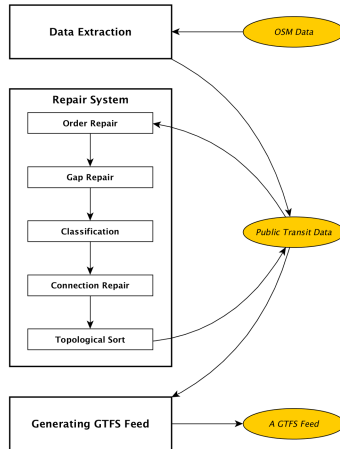 Data Extraction
OSM Data
Repair System
Order Repair
Gap Repair
Classification
Public Transit Data
Connection Repair
Topological Sort
Generating GTFS Feed
A GTFS Feed